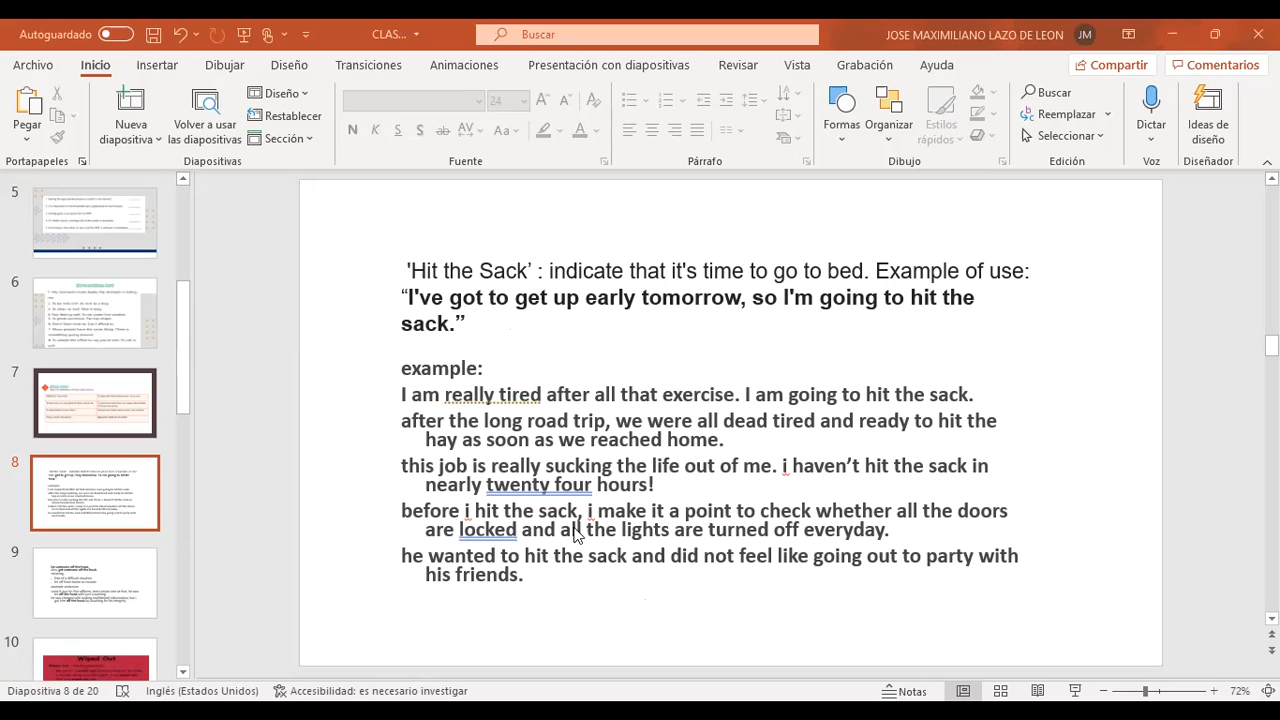 Autoguardado CLAS... Buscar JOSE MAXIMILIANO LAZO DE LEON JM
Archivo Inicio Insertar Dibujar Diseño Transiciones Animaciones Presentación con diapositivas Revisar Vista Grabación Ayuda Compartir Comentarios
Pegar Nueva diapositiva Volver a usar las diapositivas Diseño Restablecer Sección 24 Formas Organizar Estilos rápidos Buscar Reemplazar Seleccionar Dictar Ideas de diseño
Portapapeles Diapositivas Fuente Párrafo Dibujo Edición Voz Diseñador
5
6
7
8
9
10
Wiped Out
'Hit the Sack' : indicate that it's time to go to bed. Example of use:
“I've got to get up early tomorrow, so I'm going to hit the
sack.”
example:
I am really tired after all that exercise. I am going to hit the sack.
after the long road trip, we were all dead tired and ready to hit the
hay as soon as we reached home.
this job is really sucking the life out of me. i haven’t hit the sack in
nearly twenty four hours!
before i hit the sack, i make it a point to check whether all the doors
are locked and all the lights are turned off everyday.
he wanted to hit the sack and did not feel like going out to party with
his friends.
Diapositiva 8 de 20 Inglés (Estados Unidos) Accesibilidad: es necesario investigar Notas 72%